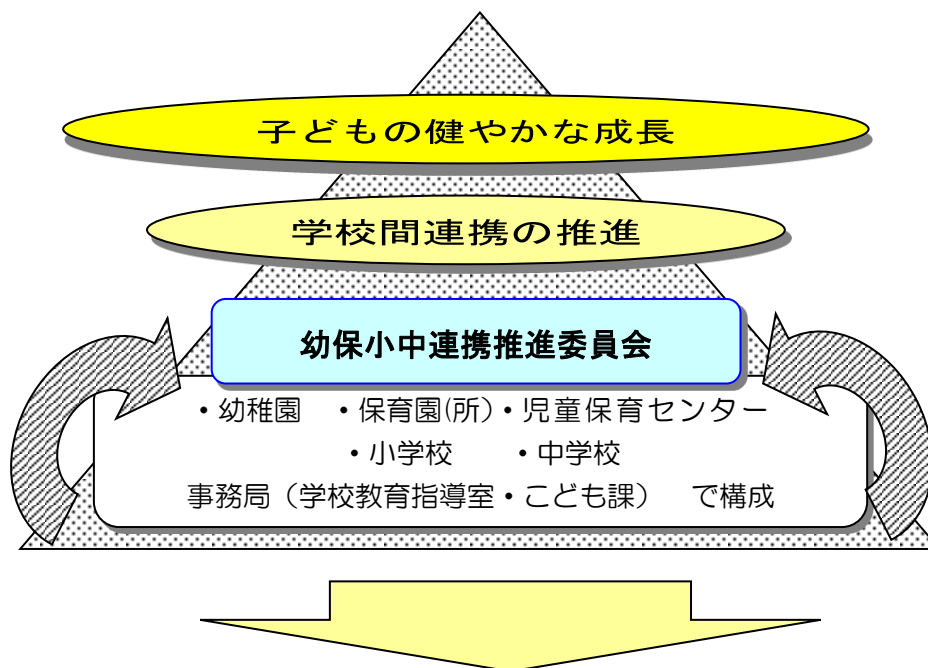 子どもの健やかな成長
学校間連携の推進
幼保小中連携推進委員会
・幼稚園　・保育園(所)・児童保育センター
・小学校　　・中学校
事務局（学校教育指導室・こども課）　で構成